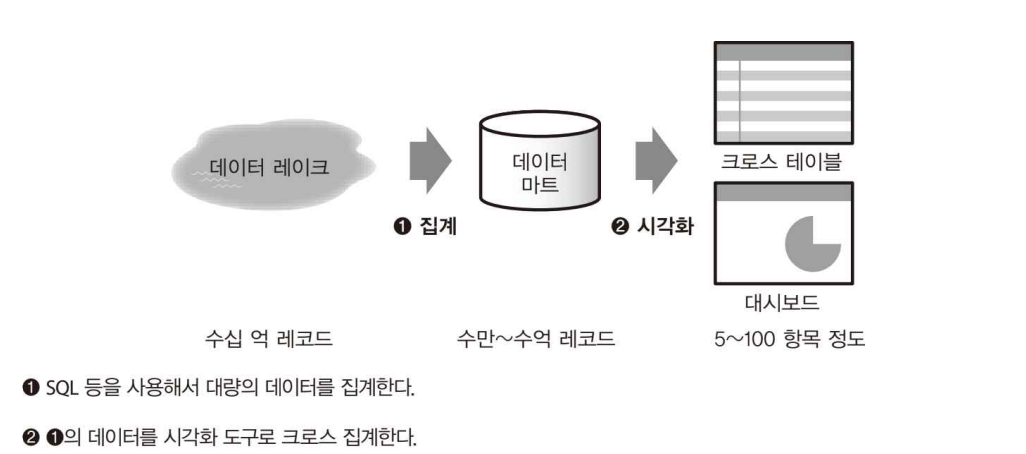 데이터 레이크
❶ 집계
데이터
마트
❷ 시각화
크로스 테이블
대시보드
수십 억 레코드
수만~수억 레코드
5~100 항목 정도
❶ SQL 등을 사용해서 대량의 데이터를 집계한다.
❷ ❶의 데이터를 시각화 도구로 크로스 집계한다.